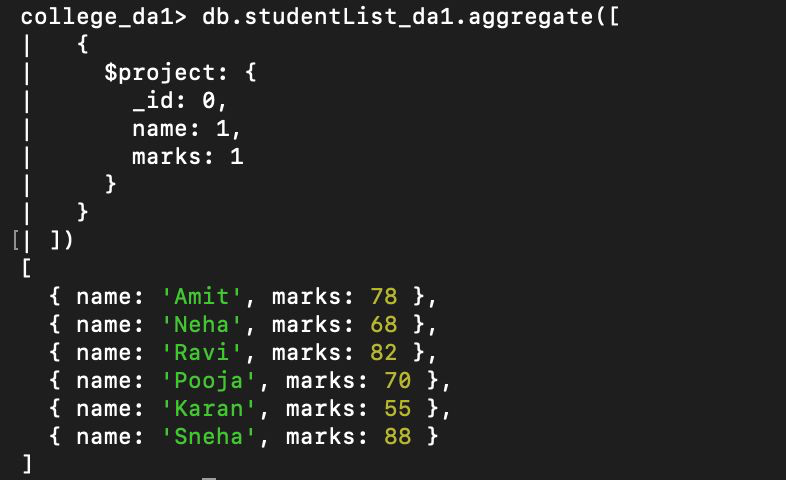 college_da1> db.studentList_da1.aggregate([
|   {
|     $project: {
|       _id: 0,
|       name: 1,
|       marks: 1
|     }
|   }
[| ])
[
  { name: 'Amit', marks: 78 },
  { name: 'Neha', marks: 68 },
  { name: 'Ravi', marks: 82 },
  { name: 'Pooja', marks: 70 },
  { name: 'Karan', marks: 55 },
  { name: 'Sneha', marks: 88 }
]